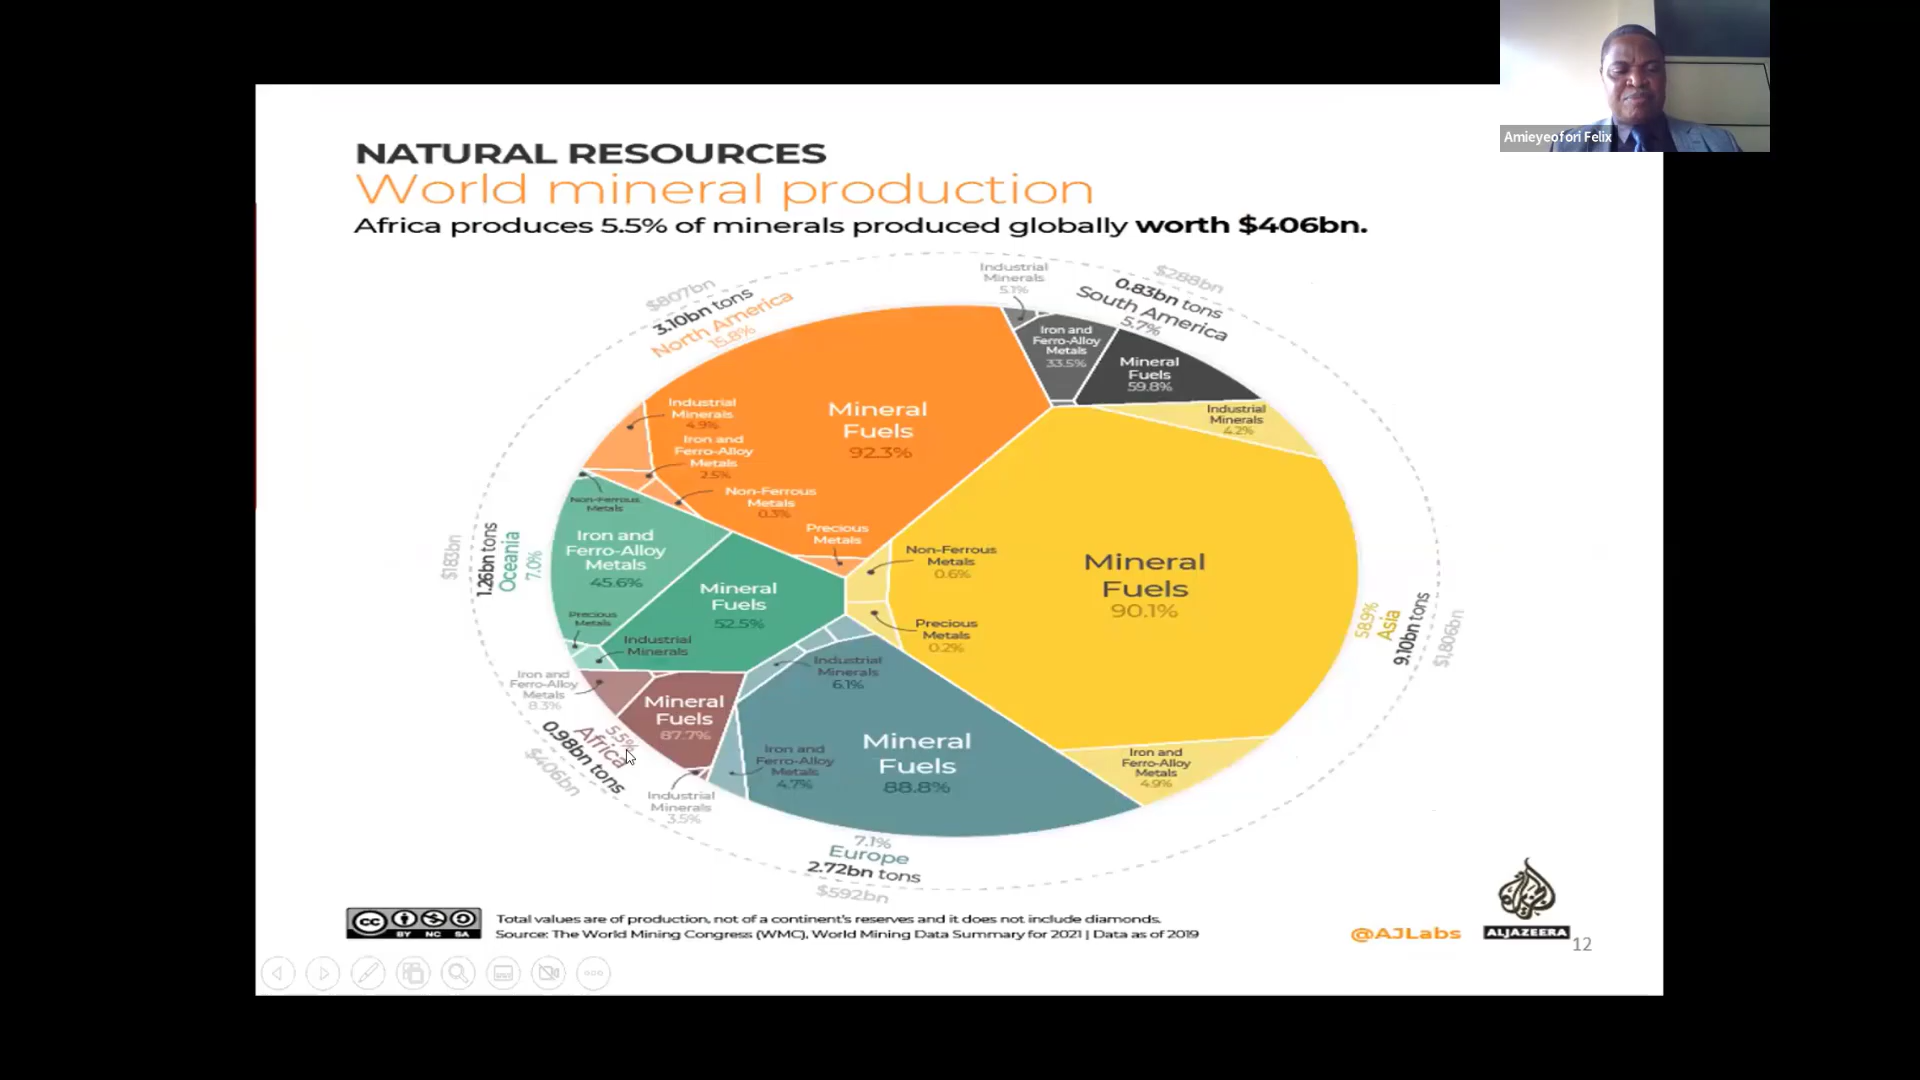 Amieyeofori Felix
NATURAL RESOURCES
World mineral production
Africa produces 5.5% of minerals produced globally worth $406bn.
$807bn
3.10bn tons
North America
15.8%
Mineral
Fuels
92.3%
Industrial
Minerals
4.9%
Iron and
Ferro-Alloy
Metals
2.5%
Non-Ferrous
Metals
0.3%
Precious
Metals
$288bn
0.83bn tons
South America
5.7%
Industrial
Minerals
5.1%
Iron and
Ferro-Alloy
Metals
33.5%
Mineral
Fuels
59.8%
Industrial
Minerals
4.2%
Mineral
Fuels
90.1%
Non-Ferrous
Metals
0.6%
Precious
Metals
0.2%
Iron and
Ferro-Alloy
Metals
4.9%
58.9%
Asia
9.10bn tons
$1,806bn
$183bn
1.26bn tons
Oceania
7.0%
Non-Ferrous
Metals
Iron and
Ferro-Alloy
Metals
45.6%
Mineral
Fuels
52.5%
Precious
Metals
Industrial
Minerals
Iron and
Ferro-Alloy
Metals
8.3%
Mineral
Fuels
87.7%
5.5%
Africa
0.98bn tons
$406bn
Industrial
Minerals
3.5%
Industrial
Minerals
6.1%
Iron and
Ferro-Alloy
Metals
4.7%
Mineral
Fuels
88.8%
7.1%
Europe
2.72bn tons
$592bn
cc
BY NC SA
Total values are of production, not of a continent's reserves and it does not include diamonds.
Source: The World Mining Congress (WMC), World Mining Data Summary for 2021 | Data as of 2019
@AJLabs
ALJAZEERA
12